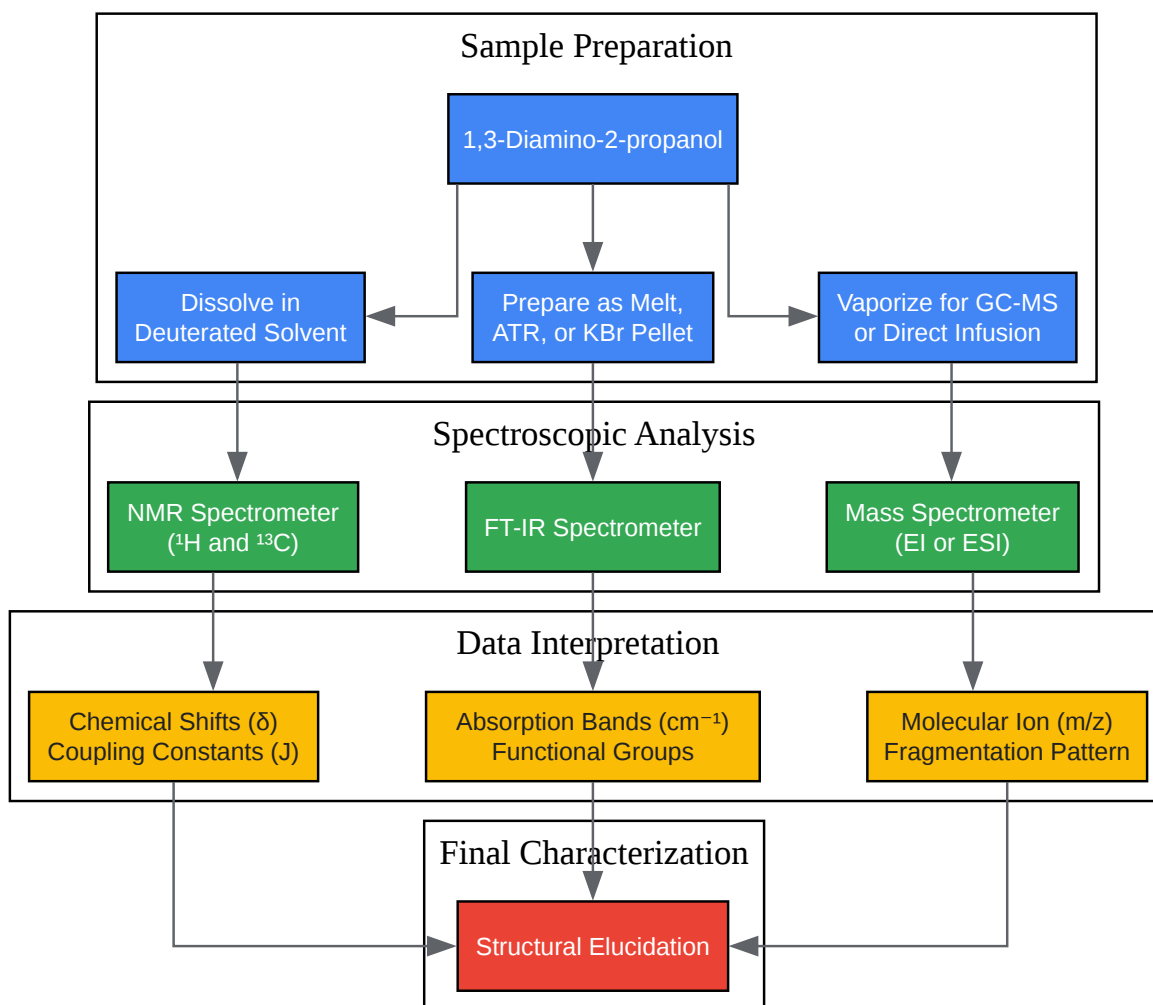 Sample Preparation
1,3-Diamino-2-propanol
Dissolve in
Deuterated Solvent
Prepare as Melt,
ATR, or KBr Pellet
Vaporize for GC-MS
or Direct Infusion
Spectroscopic Analysis
NMR Spectrometer
(¹H and ¹³C)
FT-IR Spectrometer
Mass Spectrometer
(EI or ESI)
Data Interpretation
Chemical Shifts (δ)
Coupling Constants (J)
Absorption Bands (cm⁻¹)
Functional Groups
Molecular Ion (m/z)
Fragmentation Pattern
Final Characterization
Structural Elucidation